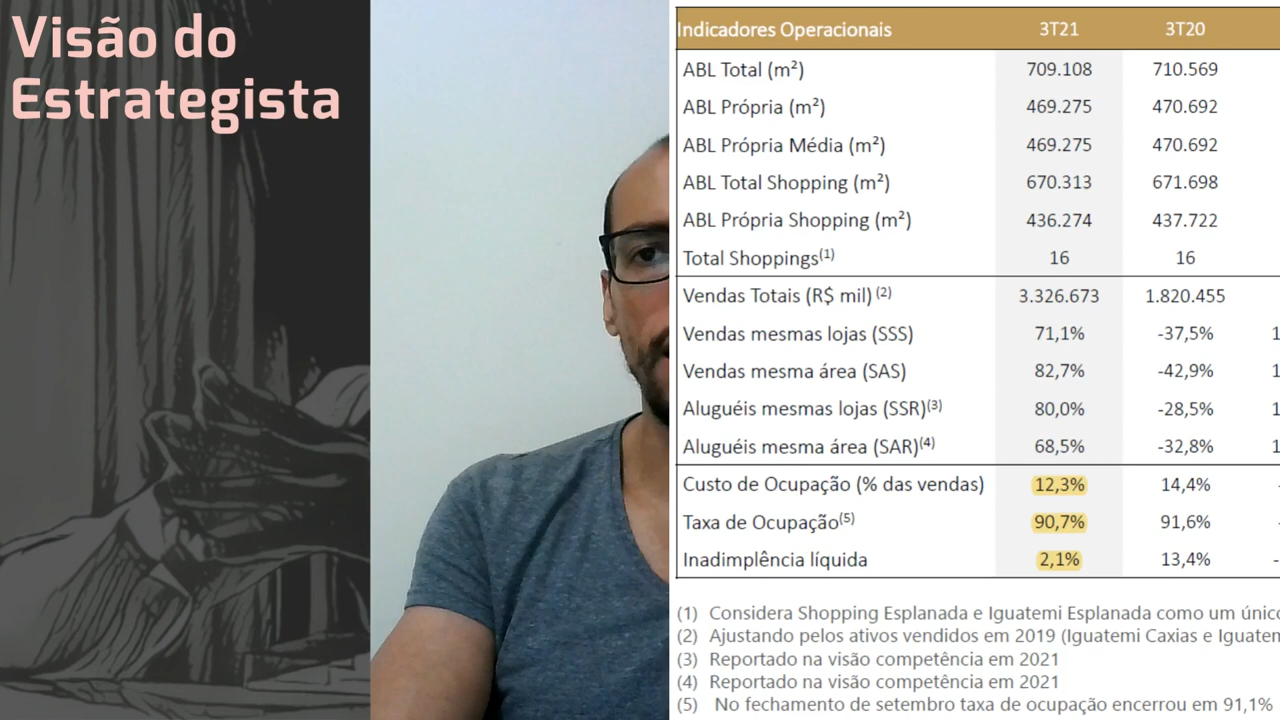 Visão do
Estrategista
Indicadores Operacionais 3T21 3T20
ABL Total (m²) 709.108 710.569
ABL Própria (m²) 469.275 470.692
ABL Própria Média (m²) 469.275 470.692
ABL Total Shopping (m²) 670.313 671.698
ABL Própria Shopping (m²) 436.274 437.722
Total Shoppings(1) 16 16
Vendas Totais (R$ mil) (2) 3.326.673 1.820.455
Vendas mesmas lojas (SSS) 71,1% -37,5% 1
Vendas mesma área (SAS) 82,7% -42,9% 1
Aluguéis mesmas lojas (SSR)(3) 80,0% -28,5% 1
Aluguéis mesma área (SAR)(4) 68,5% -32,8% 1
Custo de Ocupação (% das vendas) 12,3% 14,4% -
Taxa de Ocupação(5) 90,7% 91,6% -
Inadimplência líquida 2,1% 13,4% -
(1) Considera Shopping Esplanada e Iguatemi Esplanada como um únic
(2) Ajustando pelos ativos vendidos em 2019 (Iguatemi Caxias e Iguatem
(3) Reportado na visão competência em 2021
(4) Reportado na visão competência em 2021
(5) No fechamento de setembro taxa de ocupação encerrou em 91,1%